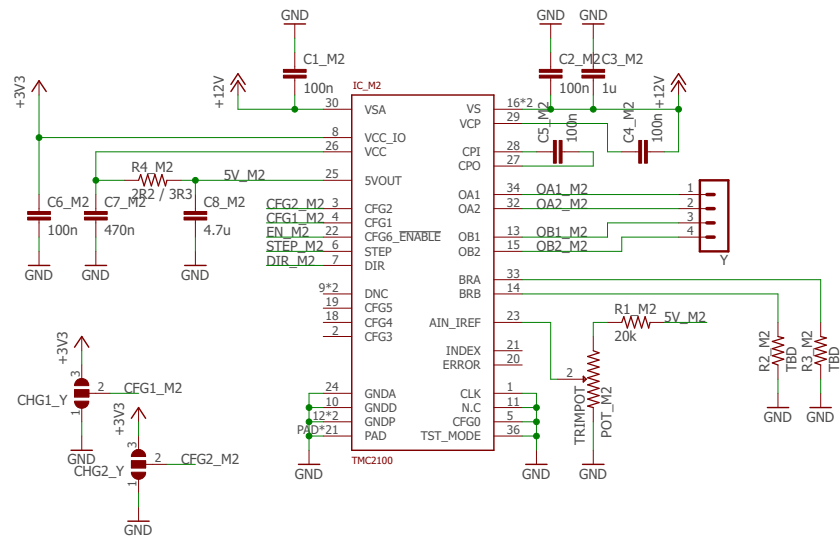 GND
GND
GND
+3V3
+12V
C1_M2
100n
IC_M2
C2_M2
100n
C3_M2
1u
+12V
30
VSA
VS
16*2
8
VCC_IO
VCP
29
C5_M2
100n
C4_M2
100n
26
VCC
CPI
28
CPO
27
R4_M2
2R2 / 3R3
5V_M2
25
5VOUT
OA1
34
OA1_M2
1
OA2
32
OA2_M2
2
3
OB1
13
OB1_M2
OB2
15
OB2_M2
4
Y
C6_M2
100n
C7_M2
470n
C8_M2
4.7u
CFG2_M2
3
CFG2
CFG1_M2
4
CFG1
EN_M2
22
CFG6_ENABLE
STEP_M2
6
STEP
DIR_M2
7
DIR
GND
GND
GND
BRA
33
BRB
14
9*2
DNC
19
CFG5
18
CFG4
2
CFG3
AIN_IREF
23
R1_M2
20k
5V_M2
INDEX
21
ERROR
20
R2_M2
TBD
R3_M2
TBD
2
TRIMPOT
POT_M2
+3V3
3
2
CFG1_M2
CHG1_Y
1
GND
+3V3
3
2
CFG2_M2
CHG2_Y
1
GND
24
GNDA
10
GNDD
12*2
GNDP
PAD*21
PAD
CLK
1
N.C
11
CFG0
5
TST_MODE
36
TMC2100
GND
GND
GND
GND
GND